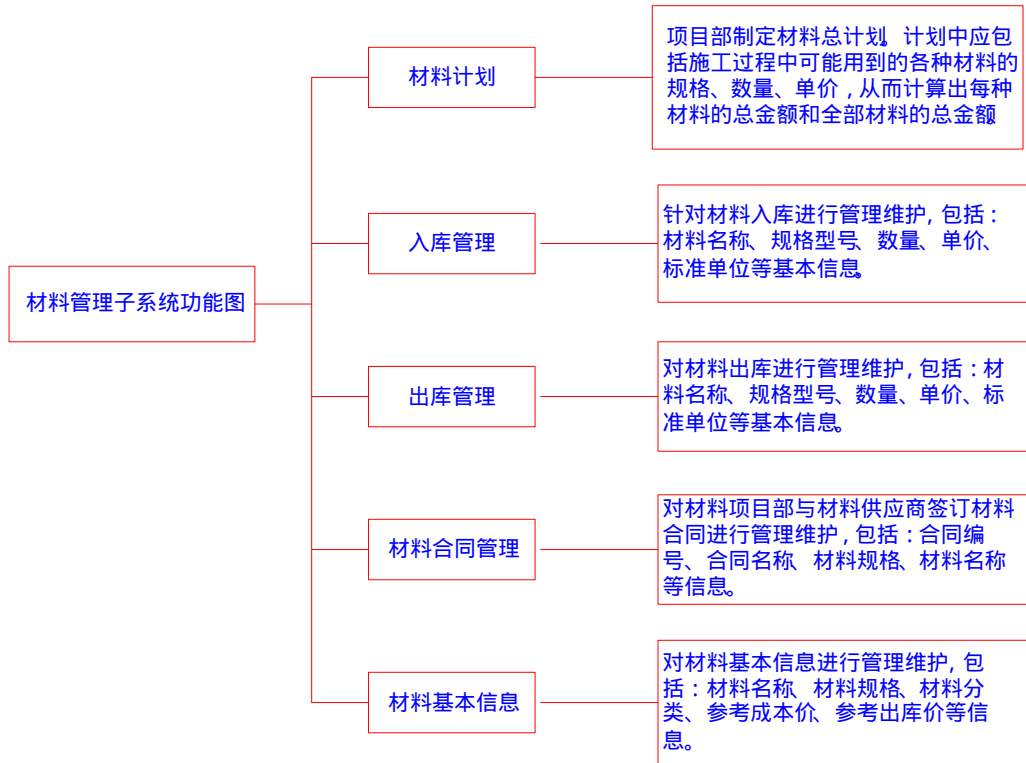 材料计划
项目部制定材料总计划。计划中应包
括施工过程中可能用到的各种材料的
规格、数量、单价，从而计算出每种
材料的总金额和全部材料的总金额。
入库管理
针对材料入库进行管理维护，包括：
材料名称、规格型号、数量、单价、
标准单位等基本信息。
材料管理子系统功能图
出库管理
对材料出库进行管理维护，包括：材
料名称、规格型号、数量、单价、标
准单位等基本信息。
材料合同管理
对材料项目部与材料供应商签订材料
合同进行管理维护，包括：合同编
号、合同名称、材料规格、材料名称
等信息。
材料基本信息
对材料基本信息进行管理维护，包
括：材料名称、材料规格、材料分
类、参考成本价、参考出库价等信
息。